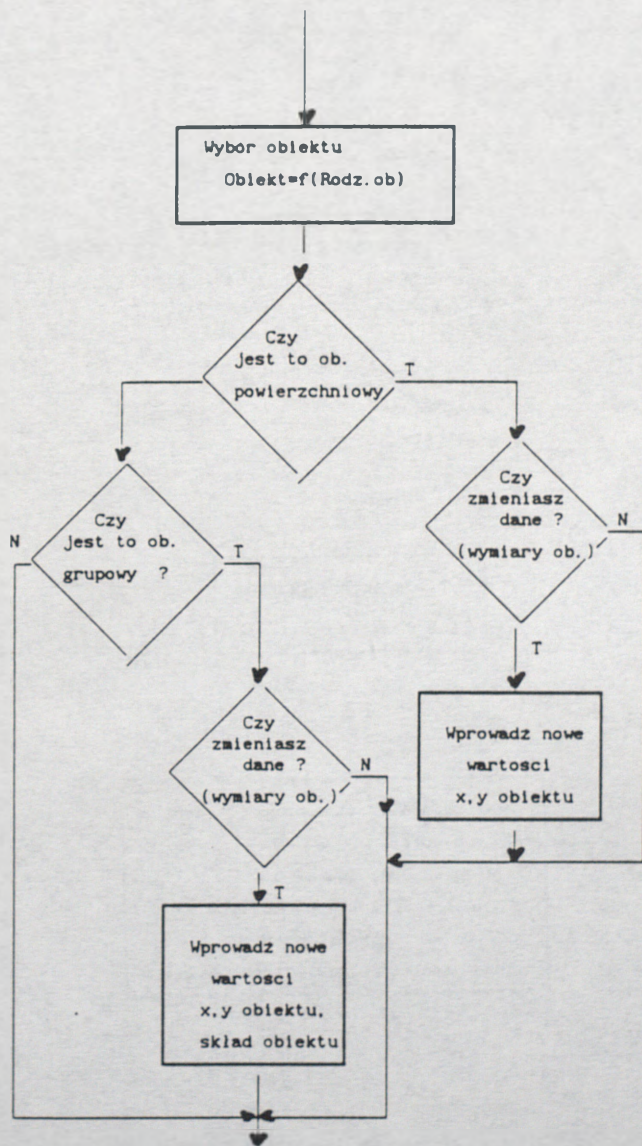 Wybor obiektu
Obiekt=f(Rodz.ob)
Czy
jest to ob.
powierzchniowy
T
Czy
zmieniasz
dane ?
(wymiary ob.)
N
T
Czy
jest to ob.
grupowy ?
N
T
Czy
zmieniasz
dane ?
(wymiary ob.)
N
T
Wprowadź nowe
wartosci
x,y obiektu
Wprowadź nowe
wartosci
x,y obiektu,
skład obiektu